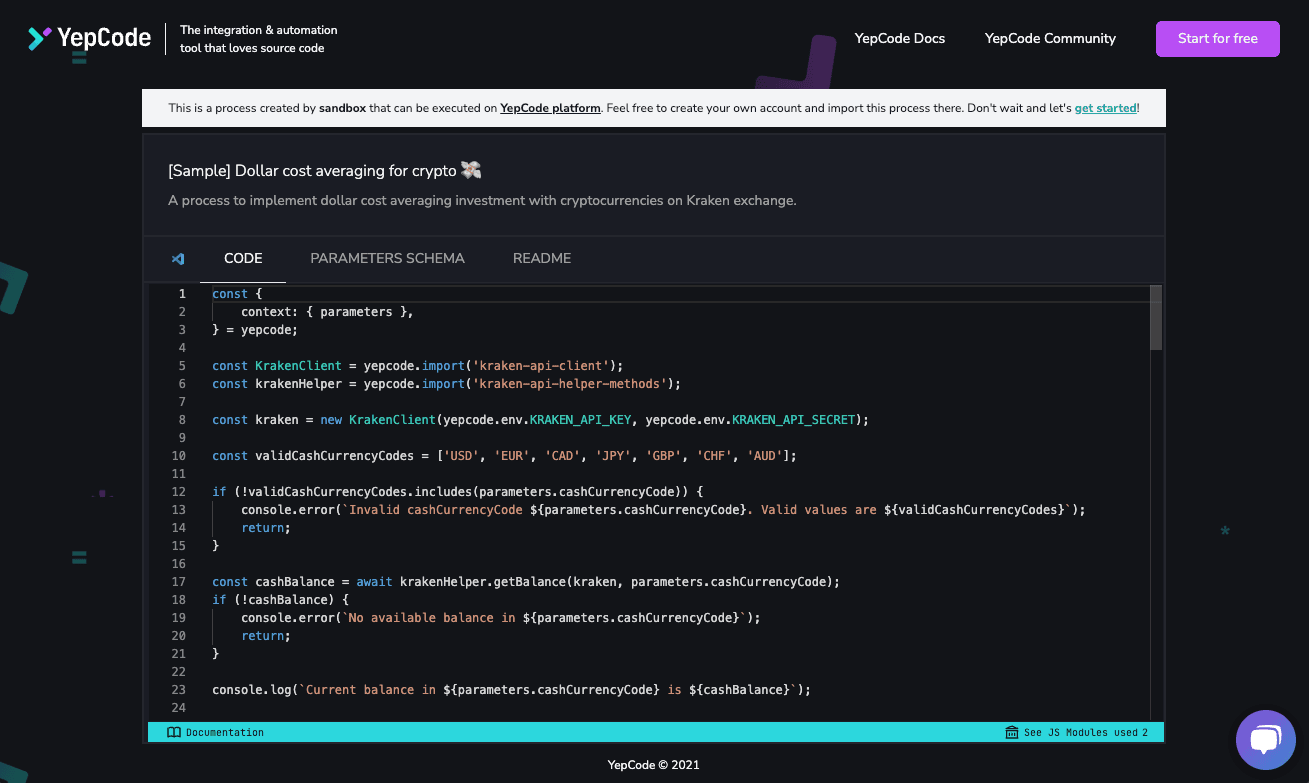 YepCode
The integration & automation
tool that loves source code
YepCode Docs
YepCode Community
Start for free
This is a process created by sandbox that can be executed on YepCode platform. Feel free to create your own account and import this process there. Don't wait and let's get started!
[Sample] Dollar cost averaging for crypto 💸
A process to implement dollar cost averaging investment with cryptocurrencies on Kraken exchange.
CODE
PARAMETERS SCHEMA
README
1 const {
2     context: { parameters },
3 } = yepcode;
4
5 const KrakenClient = yepcode.import('kraken-api-client');
6 const krakenHelper = yepcode.import('kraken-api-helper-methods');
7
8 const kraken = new KrakenClient(yepcode.env.KRAKEN_API_KEY, yepcode.env.KRAKEN_API_SECRET);
9
10 const validCashCurrencyCodes = ['USD', 'EUR', 'CAD', 'JPY', 'GBP', 'CHF', 'AUD'];
11
12 if (!validCashCurrencyCodes.includes(parameters.cashCurrencyCode)) {
13     console.error(`Invalid cashCurrencyCode ${parameters.cashCurrencyCode}. Valid values are ${validCashCurrencyCodes}`);
14     return;
15 }
16
17 const cashBalance = await krakenHelper.getBalance(kraken, parameters.cashCurrencyCode);
18 if (!cashBalance) {
19     console.error(`No available balance in ${parameters.cashCurrencyCode}`);
20     return;
21 }
22
23 console.log(`Current balance in ${parameters.cashCurrencyCode} is ${cashBalance}`);
24
Documentation
See JS Modules used 2
YepCode © 2021